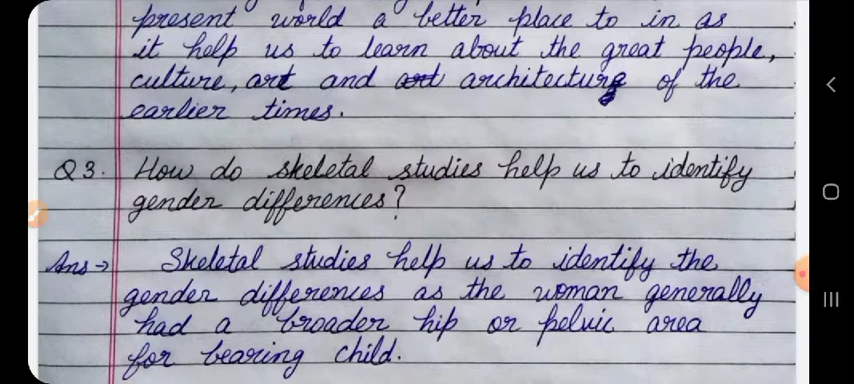 present world a better place to in as
it help us to learn about the great people,
culture, art and art architecture of the
earlier times.
Q3. How do skeletal studies help us to identify
gender differences?
Ans → Skeletal studies help us to identify the
gender differences as the woman generally
had a broader hip or pelvic area
for bearing child.